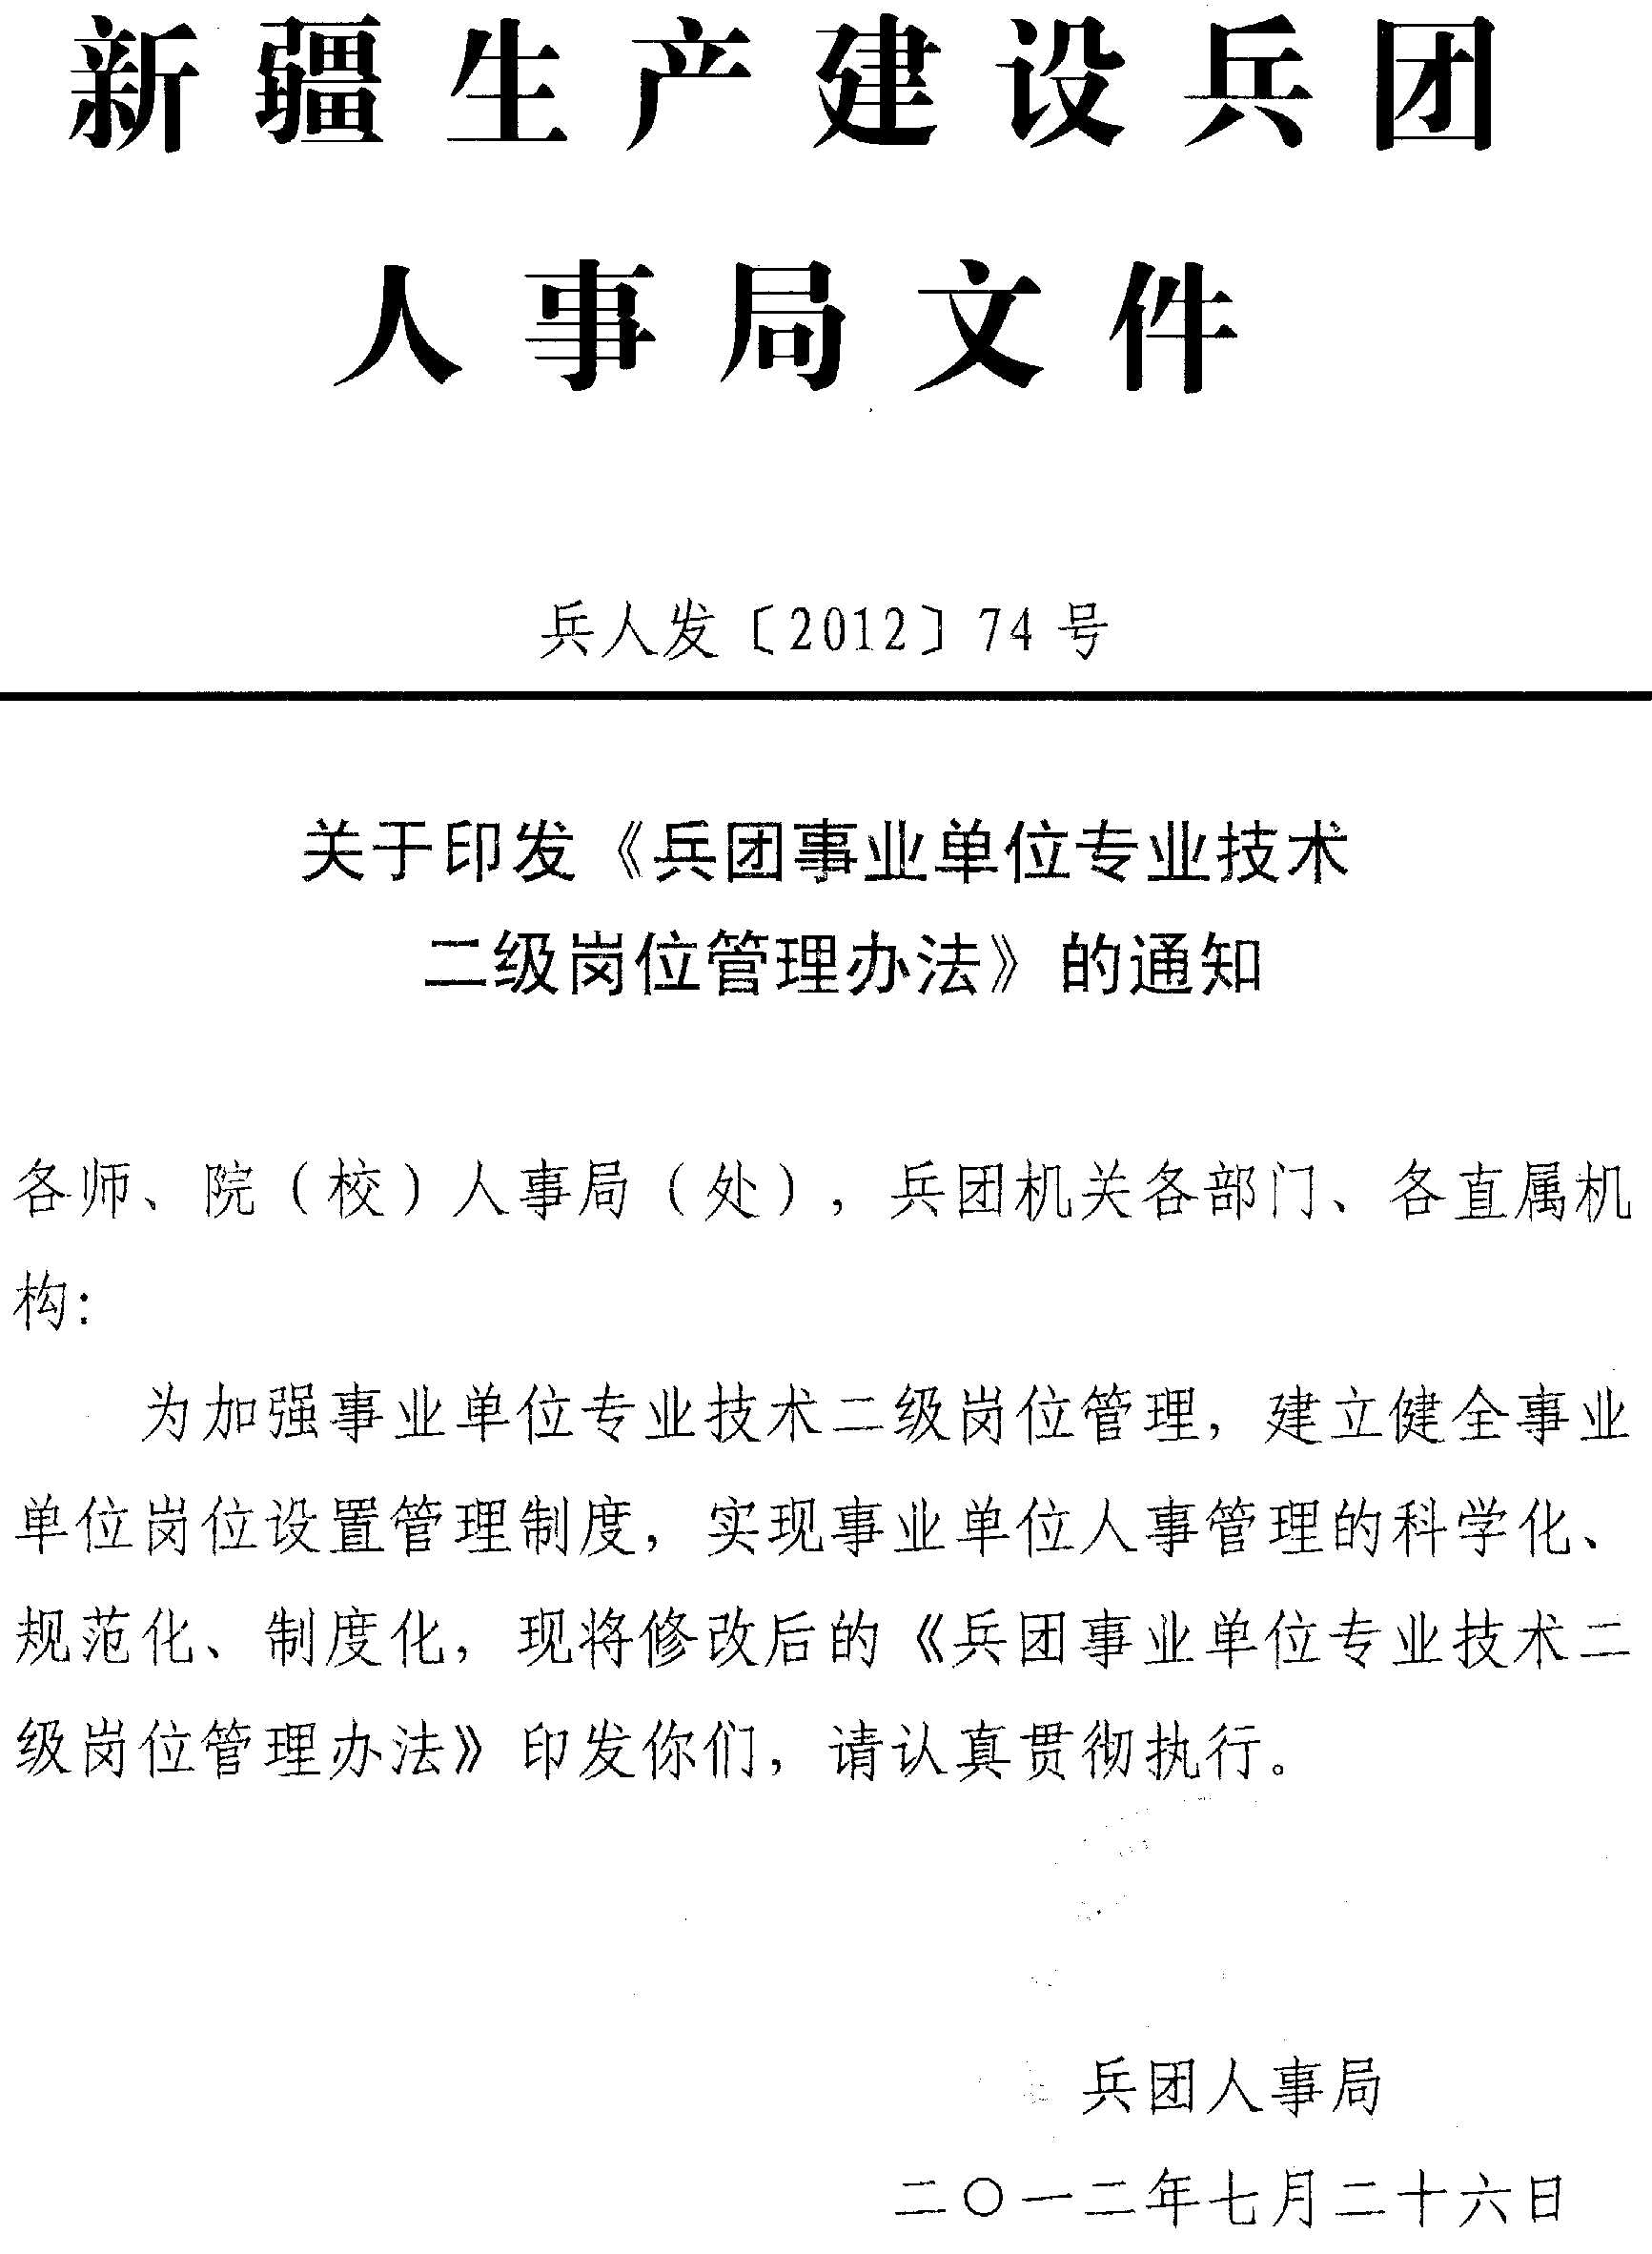 新疆生产建设兵团
人事局文件
兵人发〔2012〕74号
关于印发《兵团事业单位专业技术
二级岗位管理办法》的通知
各师、院（校）人事局（处），兵团机关各部门、各直属机
构：
为加强事业单位专业技术二级岗位管理，建立健全事业
单位岗位设置管理制度，实现事业单位人事管理的科学化、
规范化、制度化，现将修改后的《兵团事业单位专业技术二
级岗位管理办法》印发你们，请认真贯彻执行。
兵团人事局
二〇一二年七月二十六日